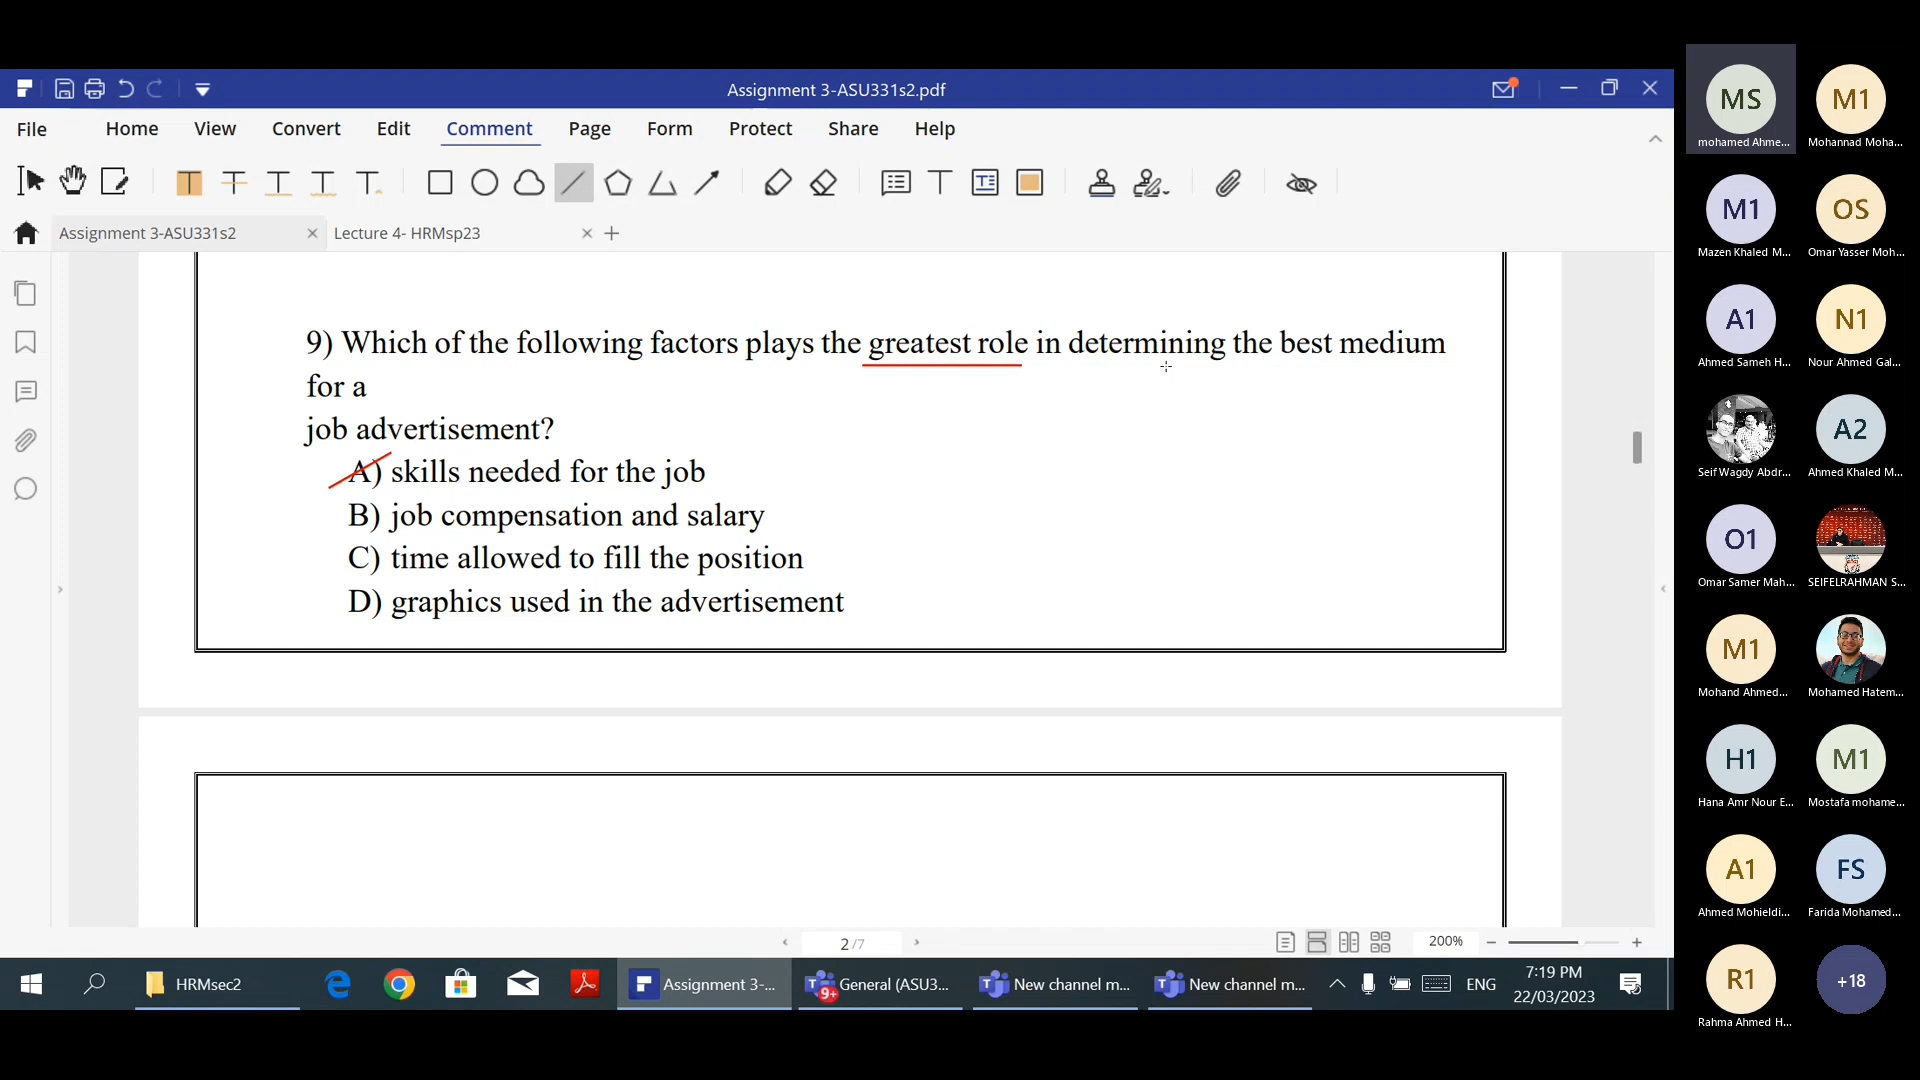 Assignment 3-ASU331s2.pdf
File Home View Convert Edit Comment Page Form Protect Share Help
Assignment 3-ASU331s2
Lecture 4- HRMsp23
9) Which of the following factors plays the greatest role in determining the best medium
for a
job advertisement?
A) skills needed for the job
B) job compensation and salary
C) time allowed to fill the position
D) graphics used in the advertisement
2 /7
200%
HRMsec2
Assignment 3-...
9+
General (ASU3...
New channel m...
New channel m...
ENG
7:19 PM
22/03/2023
MS
mohamed Ahme...
M1
Mohannad Moha...
M1
Mazen Khaled M...
OS
Omar Yasser Moh...
A1
Ahmed Sameh H...
N1
Nour Ahmed Gal...
Seif Wagdy Abdr...
A2
Ahmed Khaled M...
O1
Omar Samer Mah...
SEIFELRAHMAN S...
M1
Mohand Ahmed...
Mohamed Hatem...
H1
Hana Amr Nour E...
M1
Mostafa mohame...
A1
Ahmed Mohieldi...
FS
Farida Mohamed...
R1
Rahma Ahmed H...
+18